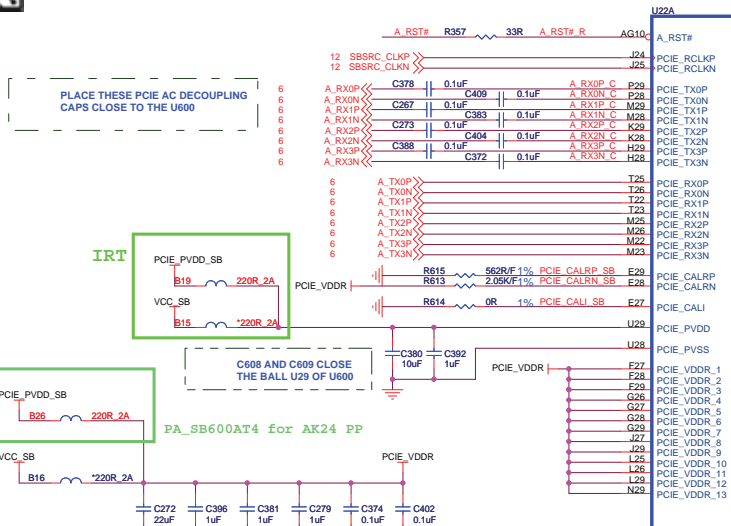 U22A
A_RST# R357 33R A_RST#_R AG10 A_RST#
12 SBSRC_CLKP J24 PCIE_RCLKP
12 SBSRC_CLKN J25 PCIE_RCLKN
PLACE THESE PCIE AC DECOUPLING
CAPS CLOSE TO THE U600
6 A_RX0P C378 0.1uF A_RX0P_C P29 PCIE_TX0P
6 A_RX0N C409 0.1uF A_RX0N_C P28 PCIE_TX0N
6 A_RX1P C267 0.1uF A_RX1P_C M29 PCIE_TX1P
6 A_RX1N C383 0.1uF A_RX1N_C M28 PCIE_TX1N
6 A_RX2P C273 0.1uF A_RX2P_C K29 PCIE_TX2P
6 A_RX2N C404 0.1uF A_RX2N_C K28 PCIE_TX2N
6 A_RX3P C388 0.1uF A_RX3P_C H29 PCIE_TX3P
6 A_RX3N C372 0.1uF A_RX3N_C H28 PCIE_TX3N
6 A_TX0P T25 PCIE_RX0P
6 A_TX0N T26 PCIE_RX0N
6 A_TX1P T22 PCIE_RX1P
6 A_TX1N T23 PCIE_RX1N
6 A_TX2P M25 PCIE_RX2P
6 A_TX2N M26 PCIE_RX2N
6 A_TX3P M22 PCIE_RX3P
6 A_TX3N M23 PCIE_RX3N
IRT
PCIE_PVDD_SB
B19 220R_2A
VCC_SB
B15 *220R_2A
PCIE_VDDR
R615 562R/F 1% PCIE_CALRP_SB E29 PCIE_CALRP
R613 2.05K/F 1% PCIE_CALRN_SB E28 PCIE_CALRN
R614 0R 1% PCIE_CALI_SB E27 PCIE_CALI
U29 PCIE_PVDD
U28 PCIE_PVSS
C380 10uF
C392 1uF
C608 AND C609 CLOSE
THE BALL U29 OF U600
PCIE_VDDR
F27 PCIE_VDDR_1
F28 PCIE_VDDR_2
F29 PCIE_VDDR_3
G26 PCIE_VDDR_4
G27 PCIE_VDDR_5
G28 PCIE_VDDR_6
G29 PCIE_VDDR_7
J27 PCIE_VDDR_8
J29 PCIE_VDDR_9
L25 PCIE_VDDR_10
L26 PCIE_VDDR_11
L29 PCIE_VDDR_12
N29 PCIE_VDDR_13
PCIE_PVDD_SB
B26 220R_2A
PA_SB600AT4 for AK24 PP
VCC_SB
B16 *220R_2A
PCIE_VDDR
C272 C396 C381 C279 C374 C402
22uF 1uF 1uF 1uF 0.1uF 0.1uF